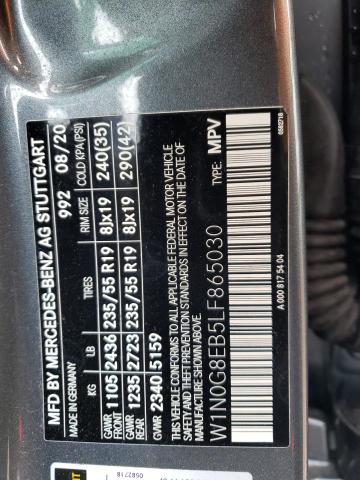 MFD BY MERCEDES-BENZ AG STUTTGART
MADE IN GERMANY 992 08/20
KG LB TIRES RIM SIZE COLD KPA(PSI)
GAWR FRONT 1105 2436 235/55 R19 8Jx19 240(35)
GAWR REAR 1235 2723 235/55 R19 8Jx19 290(42)
GVWR 2340 5159
THIS VEHICLE CONFORMS TO ALL APPLICABLE FEDERAL MOTOR VEHICLE
SAFETY, BUMPER, AND THEFT PREVENTION STANDARDS
IN EFFECT ON THE DATE OF
MANUFACTURE SHOWN ABOVE.
TYPE: MPV
W1N0G8EB5LF865030
A 000 817 54 04
0582718
0582718